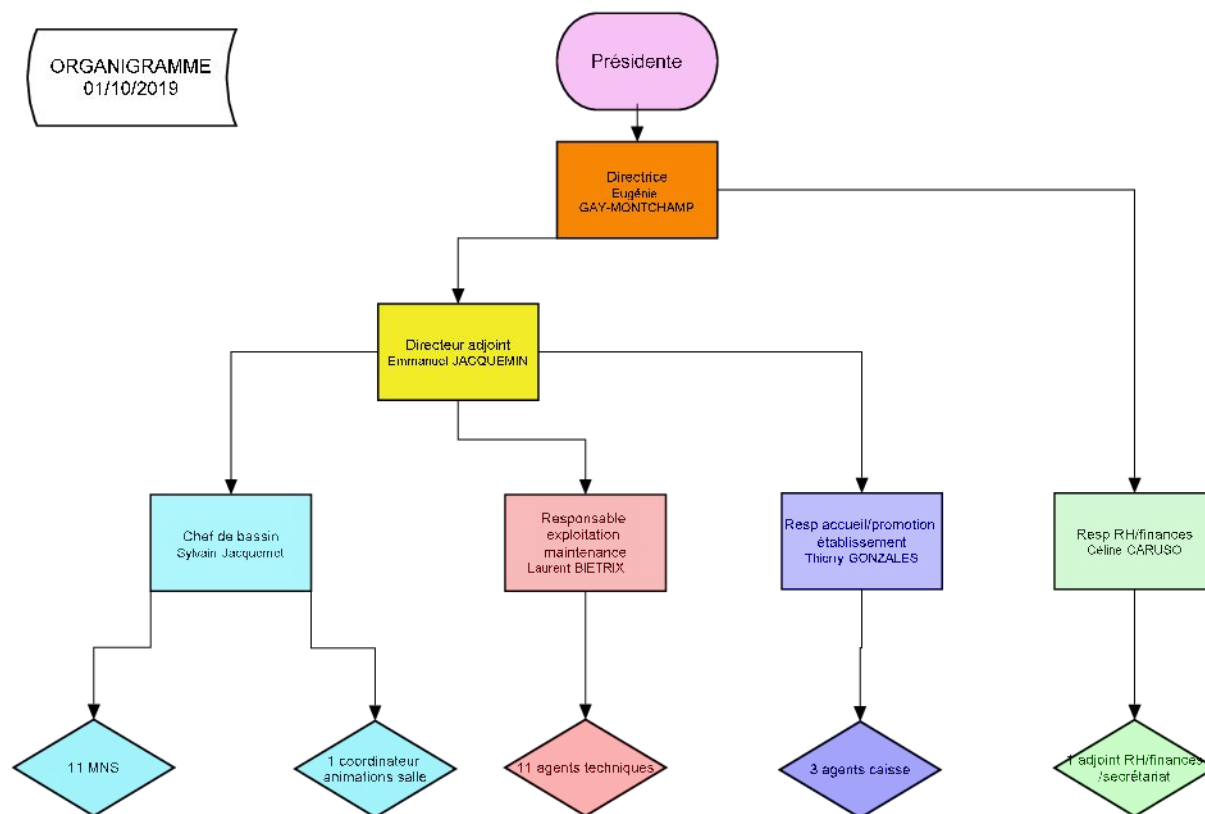 ORGANIGRAMME
01/10/2019
Présidente
Directrice
Eugénie
GAY-MONTCHAMP
Directeur adjoint
Emmanuel JACQUEMIN
Chef de bassin
Sylvain Jacquemet
Responsable
exploitation
maintenance
Laurent BIETRIX
Resp accueil/promotion
établissement
Thierry GONZALES
Resp RH/finances
Céline CARUSO
11 MNS
1 coordinateur
animations salle
11 agents techniques
3 agents caisse
1 adjoint RH/finances
/secrétariat